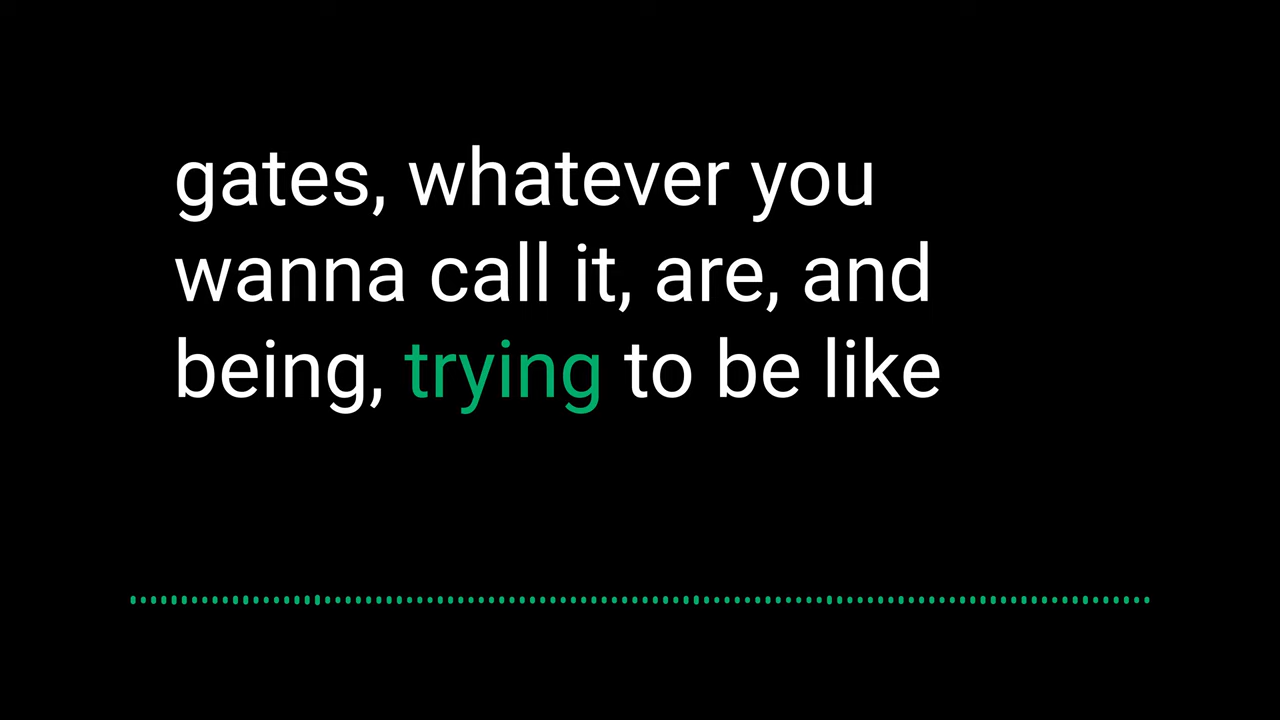 gates, whatever you
wanna call it, are, and
being, trying to be like